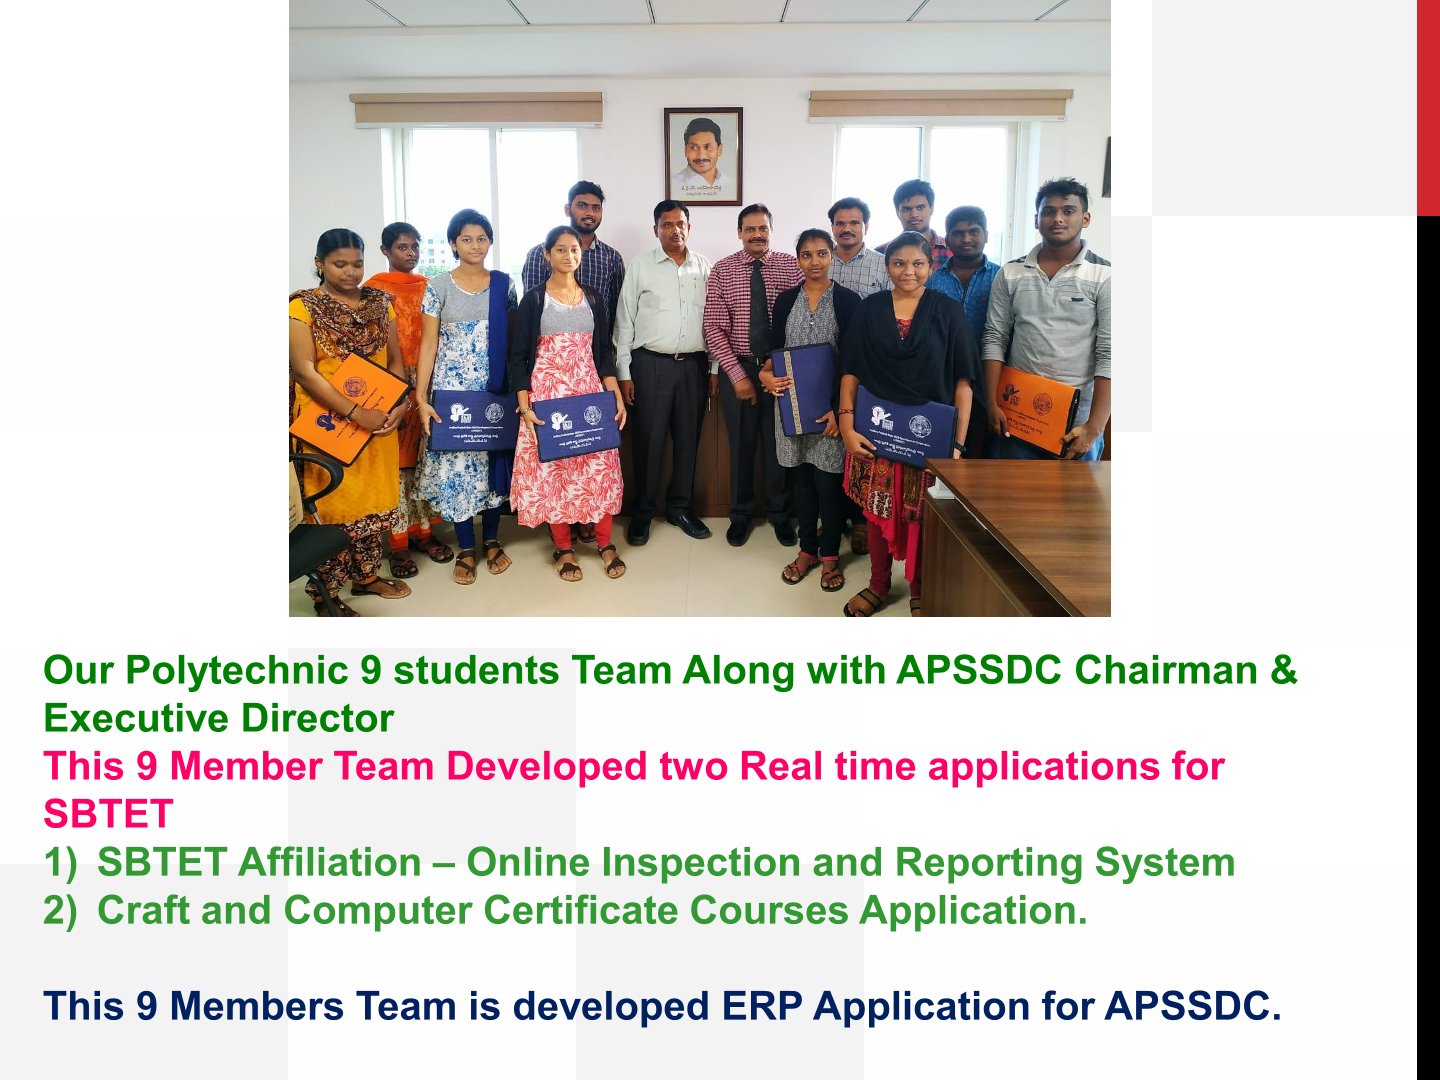 Our Polytechnic 9 students Team Along with APSSDC Chairman &
Executive Director
This 9 Member Team Developed two Real time applications for
SBTET
1) SBTET Affiliation – Online Inspection and Reporting System
2) Craft and Computer Certificate Courses Application.
This 9 Members Team is developed ERP Application for APSSDC.